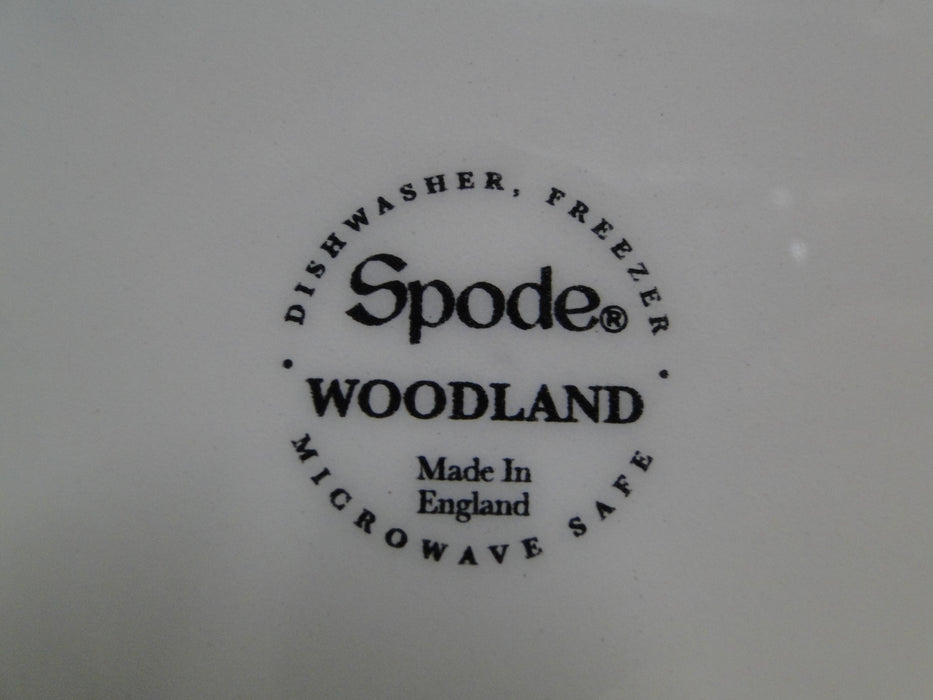 DISHWASHER, FREEZER
Spode®
• WOODLAND •
Made In
England
MICROWAVE SAFE